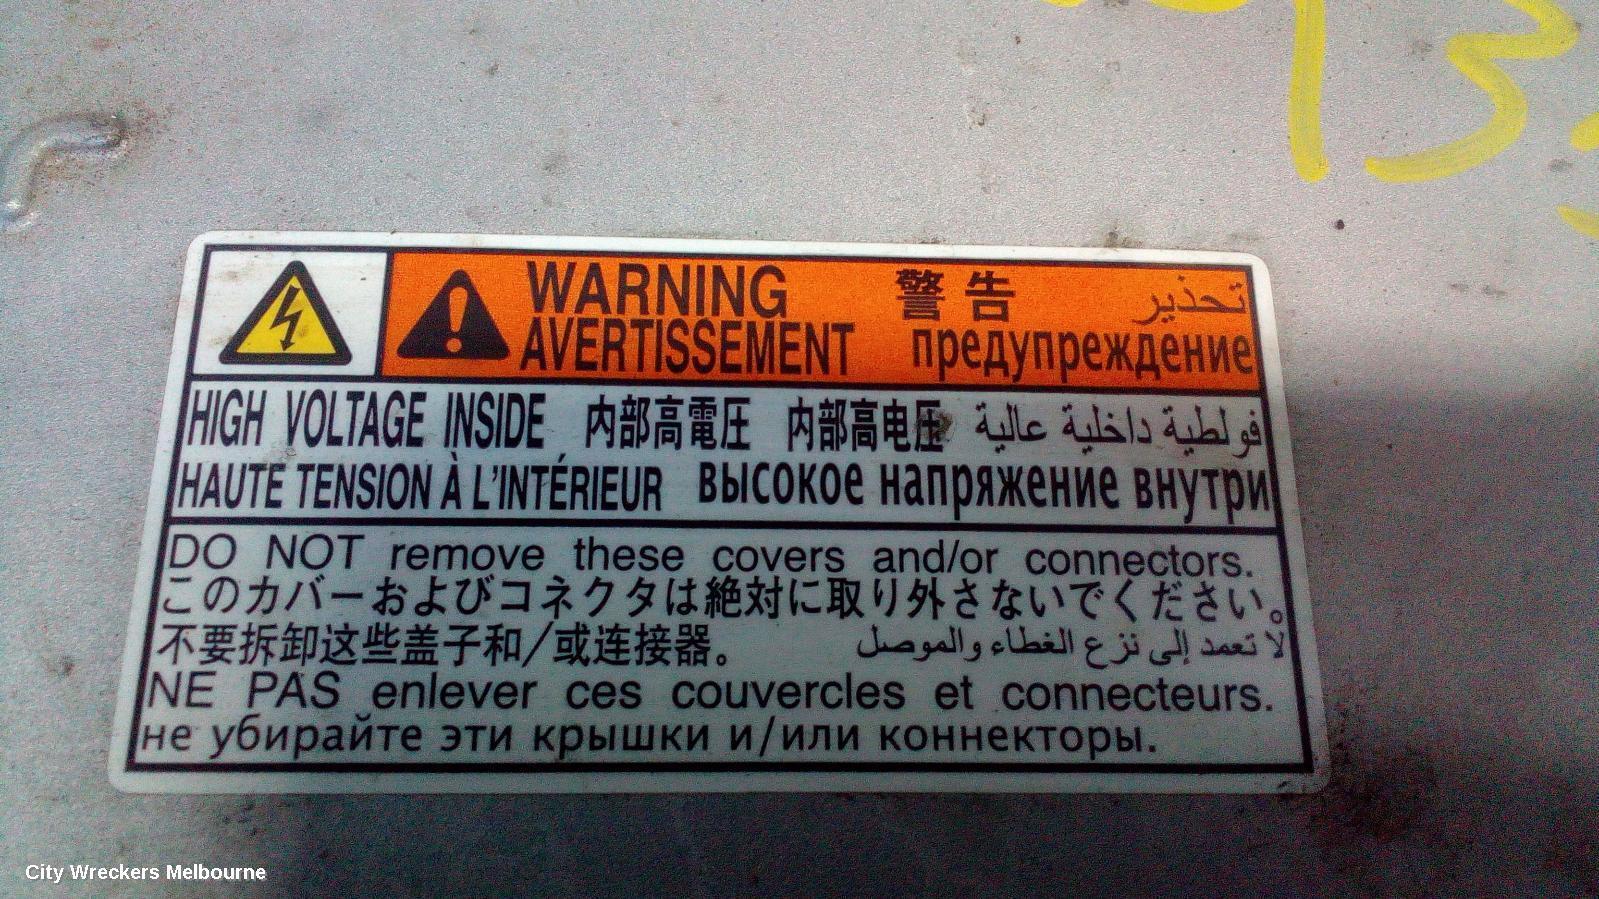 WARNING 警告 تحذير
AVERTISSEMENT предупреждение
HIGH VOLTAGE INSIDE 内部高電圧 内部高电压 فولطية داخلية عالية
HAUTE TENSION À L'INTÉRIEUR высокое напряжение внутри
DO NOT remove these covers and/or connectors.
このカバーおよびコネクタは絶対に取り外さないでください。
不要拆卸这些盖子和/或连接器。 لا تعمد إلى نزع الغطاء والموصل
NE PAS enlever ces couvercles et connecteurs.
не убирайте эти крышки и/или коннекторы.
City Wreckers Melbourne